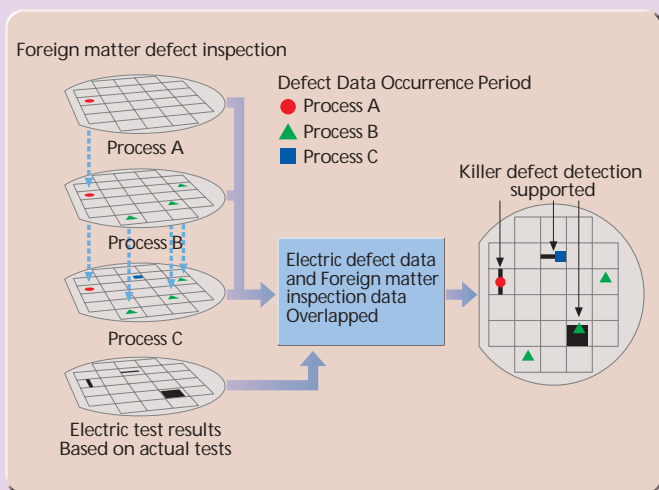 Foreign matter defect inspection
Process A
Process B
Process C
Electric test results
Based on actual tests
Defect Data Occurrence Period
Process A
Process B
Process C
Electric defect data
and Foreign matter
inspection data
Overlapped
Killer defect detection
supported